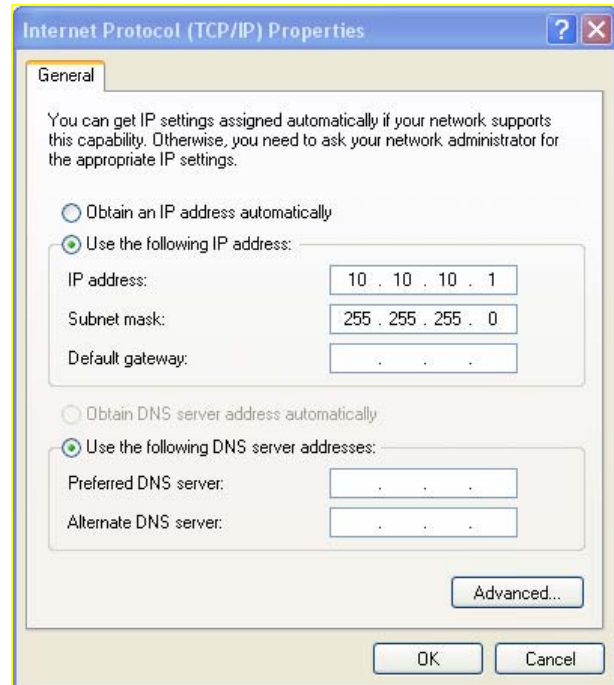 Internet Protocol (TCP/IP) Properties
General
You can get IP settings assigned automatically if your network supports
this capability. Otherwise, you need to ask your network administrator for
the appropriate IP settings.
Obtain an IP address automatically
Use the following IP address:
IP address: 10 . 10 . 10 . 1
Subnet mask: 255 . 255 . 255 . 0
Default gateway: . . .
Obtain DNS server address automatically
Use the following DNS server addresses:
Preferred DNS server: . . .
Alternate DNS server: . . .
Advanced...
OK Cancel